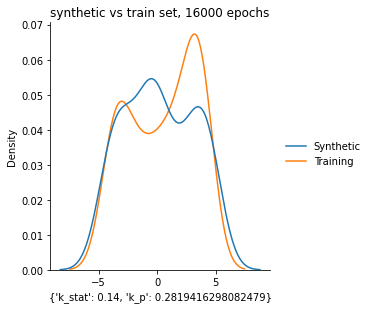 synthetic vs train set, 16000 epochs
0.07
0.06
0.05
0.04
0.03
0.02
0.01
0.00
Density
Synthetic
Training
−5
0
5
{'k_stat': 0.14, 'k_p': 0.2819416298082479}